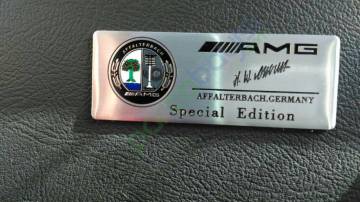 AFFALTERBACH
AMG
AMG
AFFALTERBACH.GERMANY
Special Edition